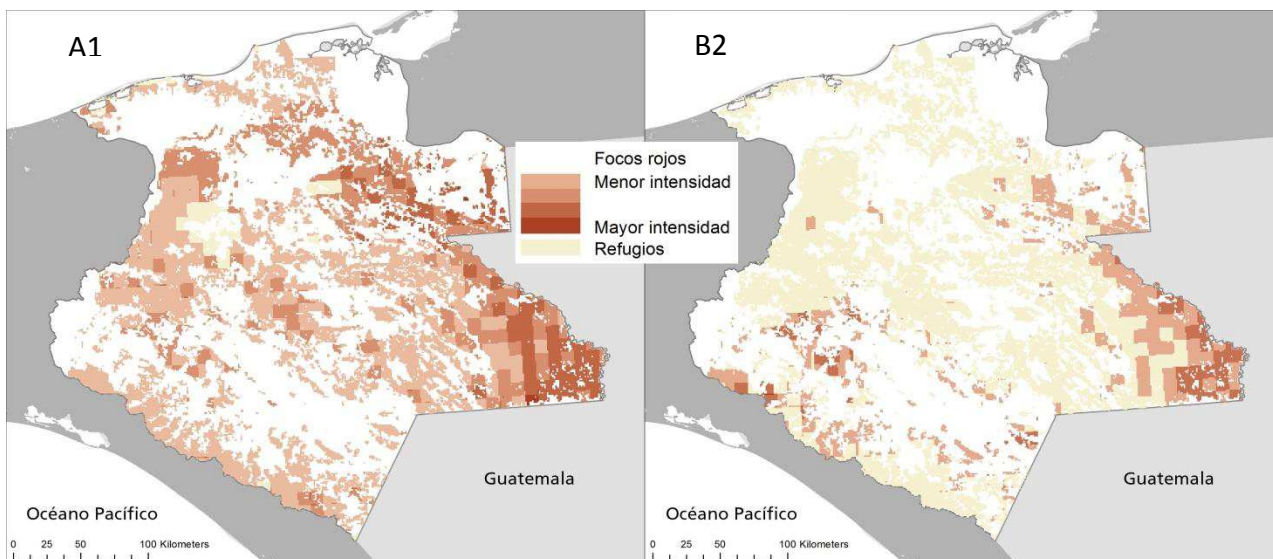 A1
B2
Focos rojos
Menor intensidad
Mayor intensidad
Refugios
Guatemala
Océano Pacífico
0 25 50 100 Kilometers
Guatemala
Océano Pacífico
0 25 50 100 Kilometers